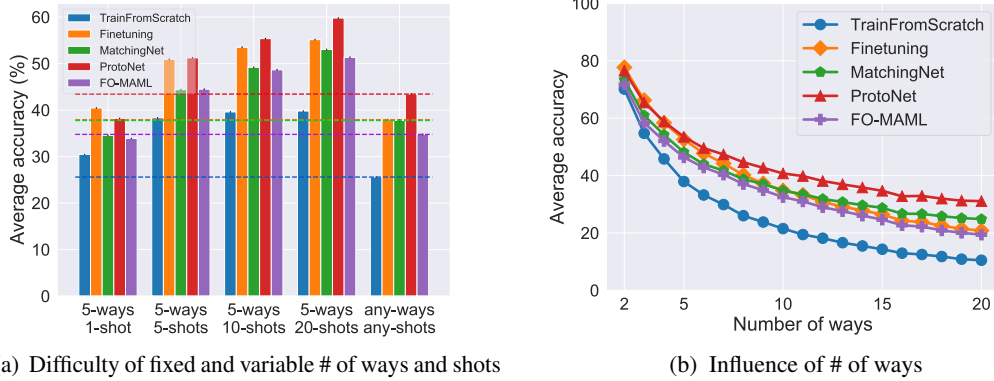 TrainFromScratch
Finetuning
MatchingNet
ProtoNet
FO-MAML
Average accuracy (%)
60
50
40
30
20
10
0
5-ways 1-shot
5-ways 5-shots
5-ways 10-shots
5-ways 20-shots
any-ways any-shots
a) Difficulty of fixed and variable # of ways and shots
TrainFromScratch
Finetuning
MatchingNet
ProtoNet
FO-MAML
Average accuracy
100
80
60
40
20
0
2 5 10 15 20
Number of ways
(b) Influence of # of ways